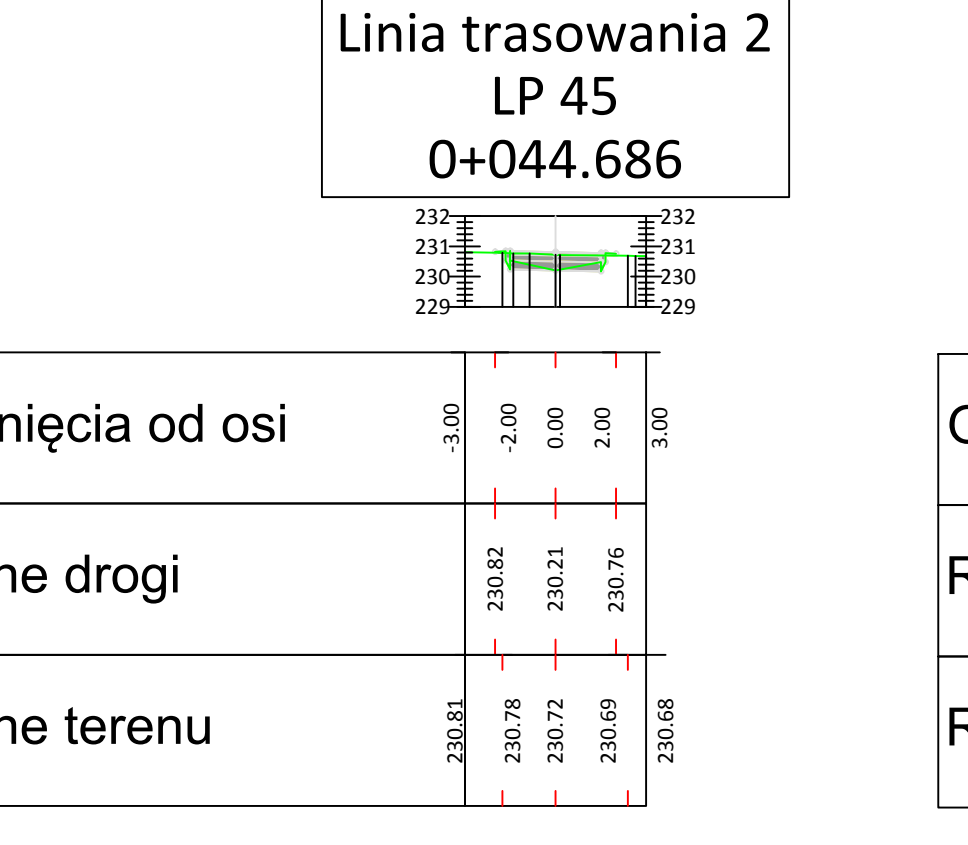 Linia trasowania 2
LP 45
0+044.686
232 232
231 231
230 230
229 229
nięcia od osi -3.00 -2.00 0.00 2.00 3.00
ne drogi 230.82 230.21 230.76
ne terenu 230.81 230.78 230.72 230.69 230.68
R
R